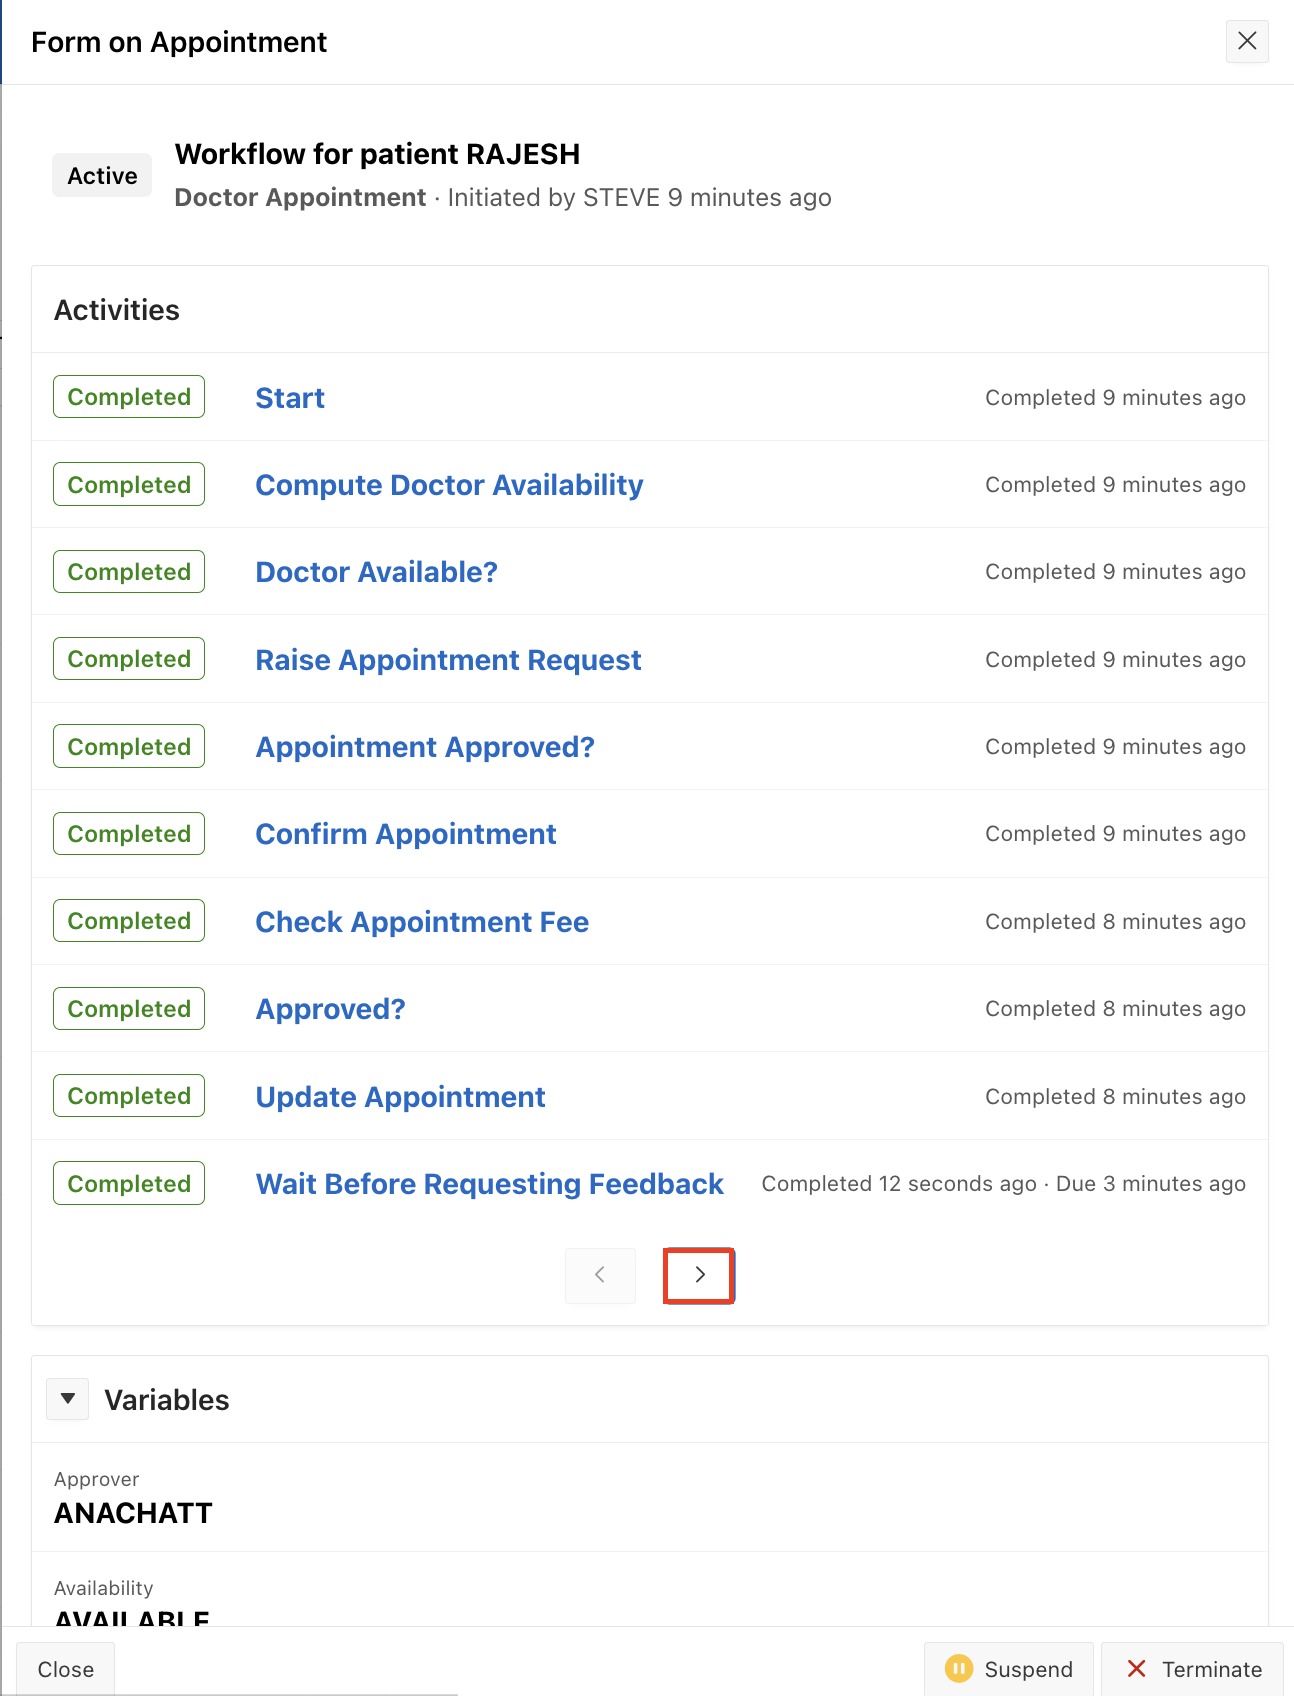 Form on Appointment
Active
Workflow for patient RAJESH
Doctor Appointment · Initiated by STEVE 9 minutes ago
Activities
Completed Start Completed 9 minutes ago
Completed Compute Doctor Availability Completed 9 minutes ago
Completed Doctor Available? Completed 9 minutes ago
Completed Raise Appointment Request Completed 9 minutes ago
Completed Appointment Approved? Completed 9 minutes ago
Completed Confirm Appointment Completed 9 minutes ago
Completed Check Appointment Fee Completed 8 minutes ago
Completed Approved? Completed 8 minutes ago
Completed Update Appointment Completed 8 minutes ago
Completed Wait Before Requesting Feedback Completed 12 seconds ago · Due 3 minutes ago
Variables
Approver
ANACHATT
Availability
AVAILABLE
Close Suspend Terminate